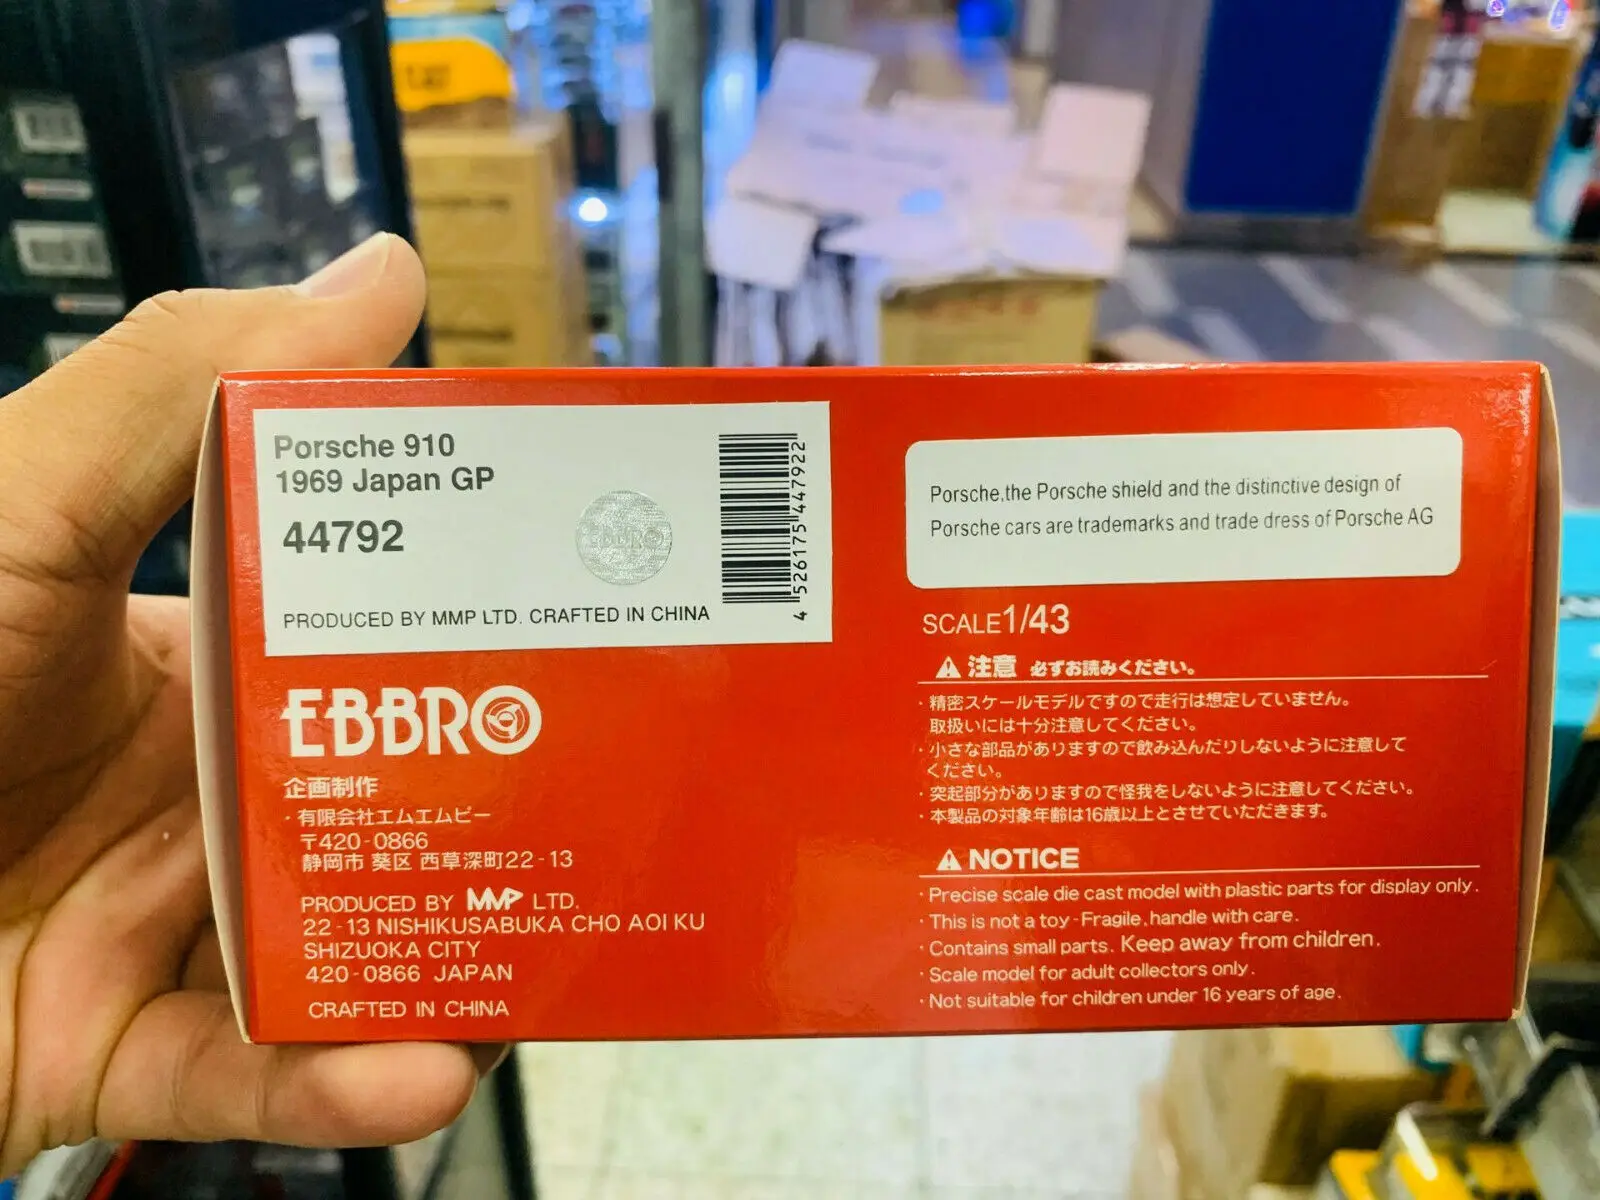 CAT
Porsche 910
1969 Japan GP
44792
EBBRO
PRODUCED BY MMP LTD. CRAFTED IN CHINA
4 526175 447922
EBBRO
企画制作
・有限会社エムエムピー
〒420-0866
静岡市 葵区 西草深町22-13
PRODUCED BY MMP LTD.
22-13 NISHIKUSABUKA CHO AOI KU
SHIZUOKA CITY
420-0866 JAPAN
CRAFTED IN CHINA
Porsche,the Porsche shield and the distinctive design of
Porsche cars are trademarks and trade dress of Porsche AG
SCALE1/43
⚠ 注意 必ずお読みください。
・精密スケールモデルですので走行は想定していません。
取扱いには十分注意してください。
・小さな部品がありますので飲み込んだりしないように注意して
ください。
・突起部分がありますので怪我をしないように注意してください。
・本製品の対象年齢は16歳以上とさせていただきます。
⚠ NOTICE
・Precise scale die cast model with plastic parts for display only.
・This is not a toy-Fragile,handle with care.
・Contains small parts. Keep away from children.
・Scale model for adult collectors only.
・Not suitable for children under 16 years of age.